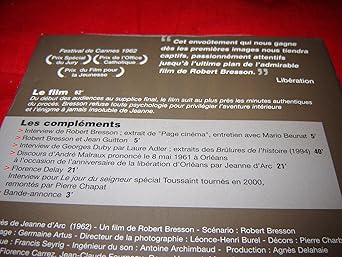 Festival de Cannes 1962
Prix Spécial du Jury
Prix de l'Office Catholique
Prix du Film pour la Jeunesse
" Cet envoûtement qui nous gagne
dès les premières images nous tiendra
captifs, passionnément attentifs
jusqu'à l'ultime plan de l'admirable
film de Robert Bresson. "
Libération
Le film 62'
Du début des audiences au supplice final, le film suit au plus près les minutes authentiques
du procès. Bresson refuse toute psychologie pour privilégier l'aventure intérieure
et l'énigme à jamais insoluble de Jeanne.
Les compléments
> Interview de Robert Bresson ; extrait de "Page cinéma", entretien avec Mario Beunat 5'
> Robert Bresson et Jean Guitton 5'
> Interview de Georges Duby par Laure Adler ; extraits des Brûlures de l'histoire (1994) 40'
> Discours d'André Malraux prononcé le 8 mai 1961 à Orléans
à l'occasion de l'anniversaire de la libération d'Orléans par Jeanne d'Arc 21'
> Florence Delay 21'
Interview pour Le jour du seigneur spécial Toussaint tournés en 2000,
remontés par Pierre Chapat
ès de Jeanne d'Arc (1962) - Un film de Robert Bresson - Scénario : Robert Bresson
age : Germaine Artus - Directeur de la photographie : Léonce-Henri Burel - Décors : Pierre Charb
ue : Francis Seyrig - Ingénieur du son : Antoine Archimbaud - Production : Agnès Delahaie
Florence Carrez, Jean-Claude Fourneau